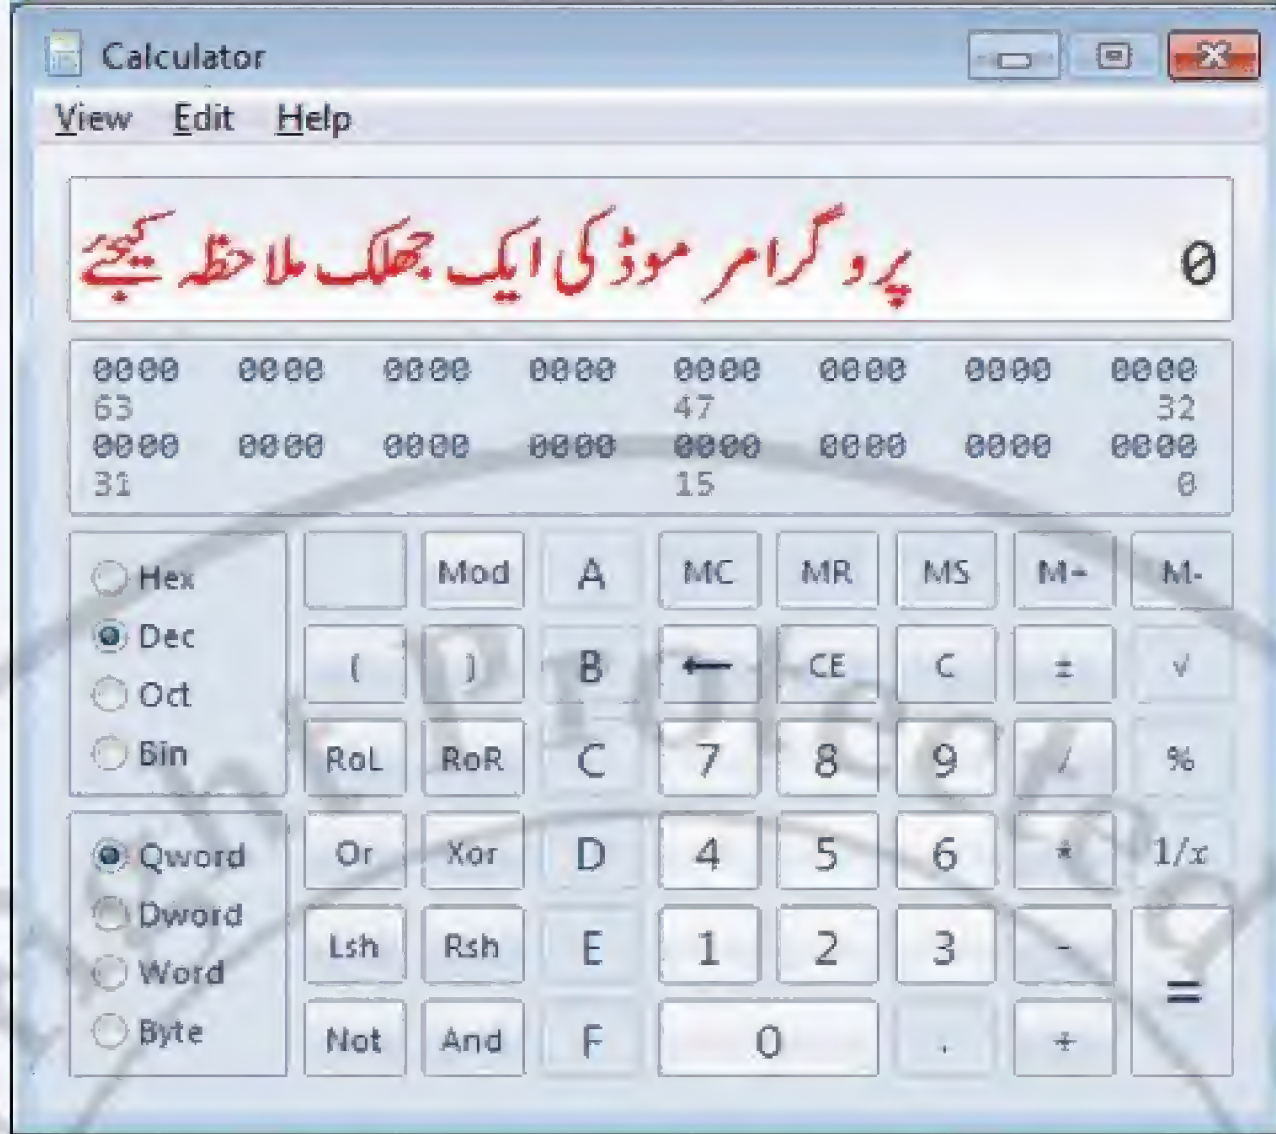 Calculator
View Edit Help
پروگرامر موڈ کی ایک جھلک ملاحظہ کیجئے 0
0000 0000 0000 0000 0000 0000 0000 0000
63 47 32
0000 0000 0000 0000 0000 0000 0000 0000
31 15 0
Hex Mod A MC MR MS M+ M-
Dec
( ) B ← CE C ± √
Oct
Bin RoL RoR C 7 8 9 / %
Qword Or Xor D 4 5 6 * 1/x
Dword
Lsh Rsh E 1 2 3 - =
Word
Byte Not And F 0 . +